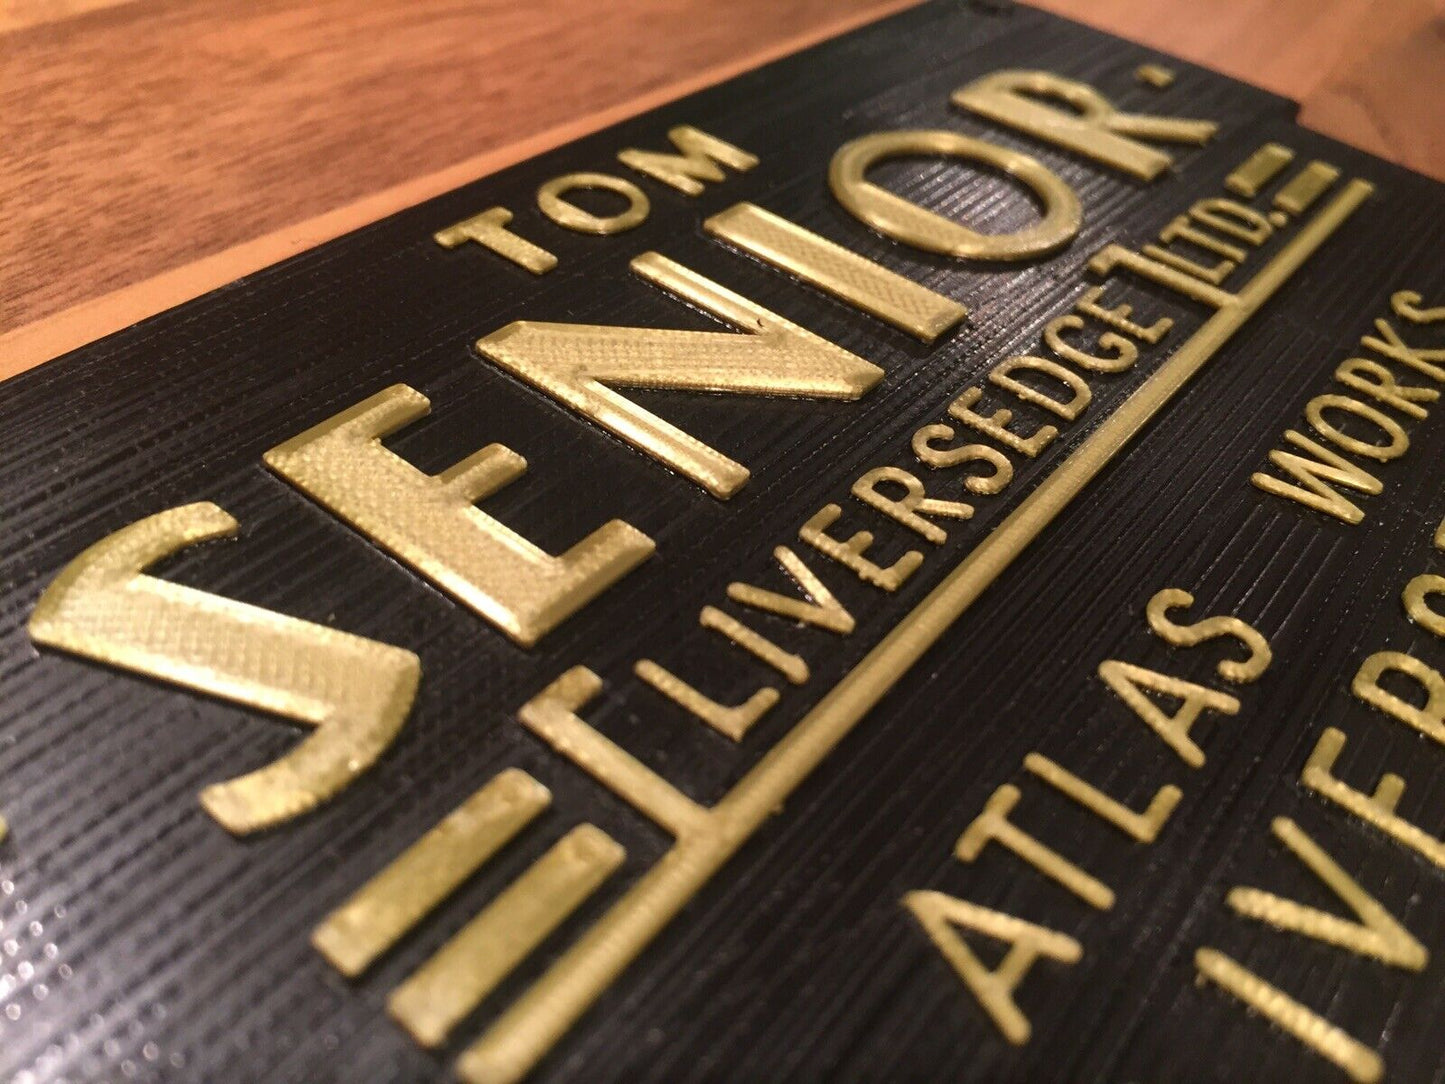 TOM
SENIOR.
LIVERSEDGE LTD.
ATLAS WORKS